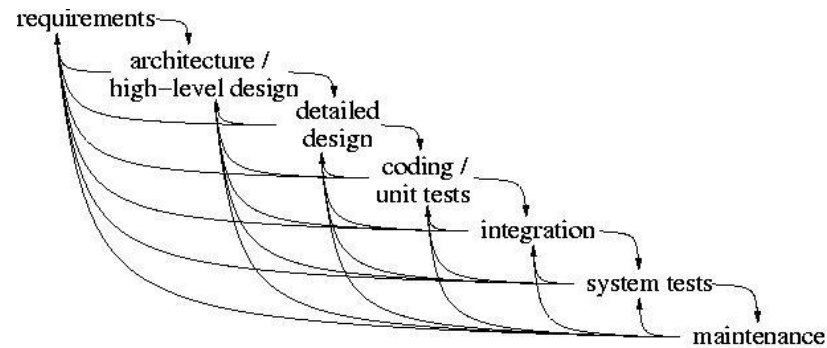 requirements
architecture /
high-level design
detailed
design
coding /
unit tests
integration
system tests
maintenance